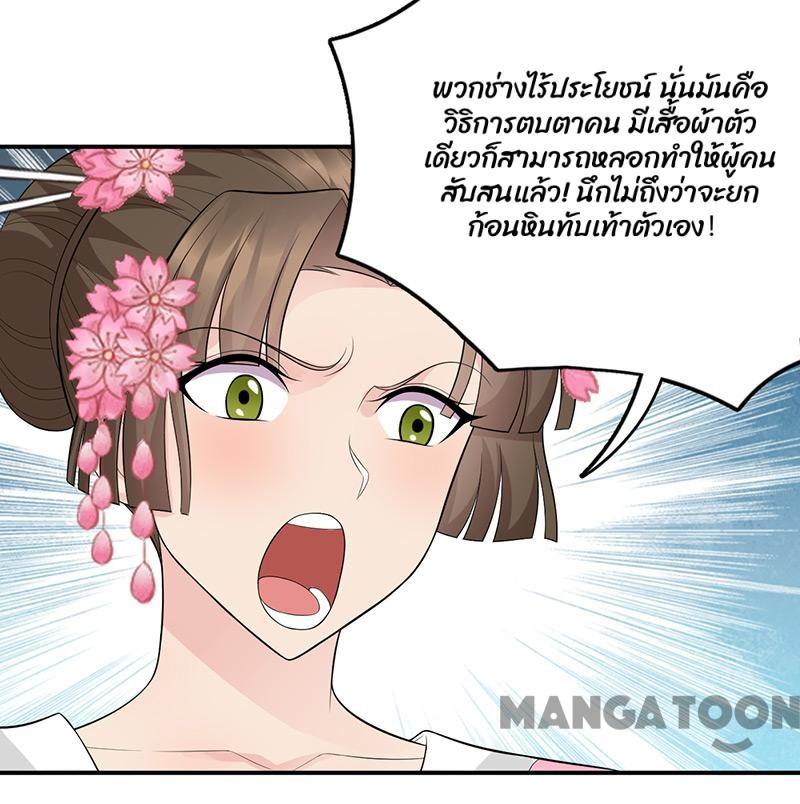 พวกช่างไร้ประโยชน์ นั่นมันคือ
วิธีการตบตาคน มีเสื้อผ้าตัว
เดียวก็สามารถหลอกทำให้ผู้คน
สับสนแล้ว! นึกไม่ถึงว่าจะยก
ก้อนหินทับเท้าตัวเอง!
MANGATOON